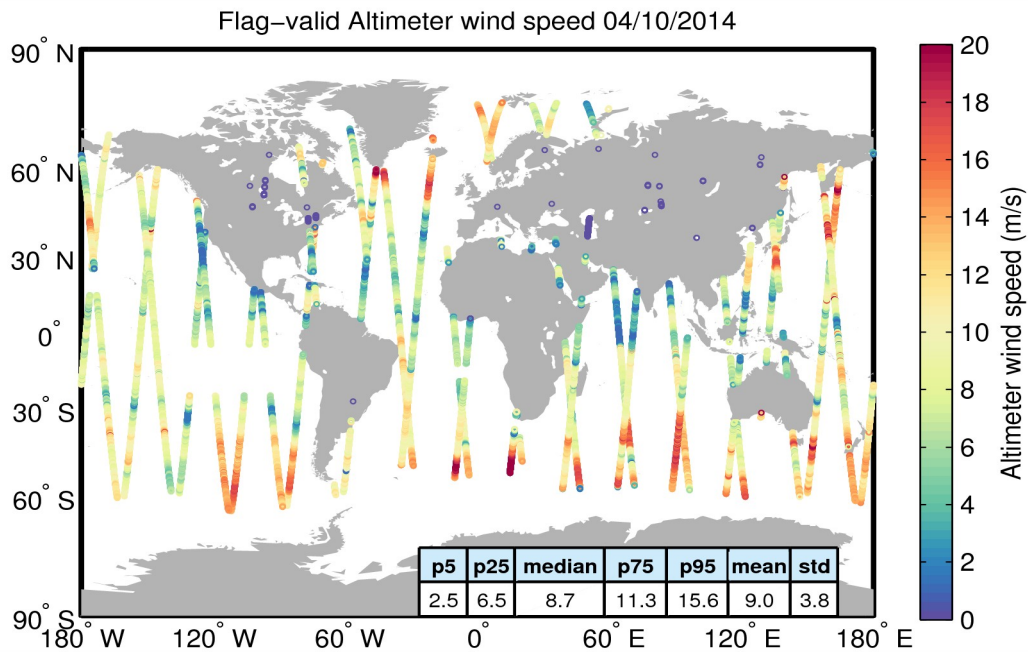 Flag−valid Altimeter wind speed 04/10/2014
90° N
60° N
30° N
0°
30° S
60° S
90° S
180° W
120° W
60° W
0°
60° E
120° E
180° E
p5 p25 median p75 p95 mean std
2.5 6.5 8.7 11.3 15.6 9.0 3.8
20
18
16
14
12
10
8
6
4
2
0
Altimeter wind speed (m/s)